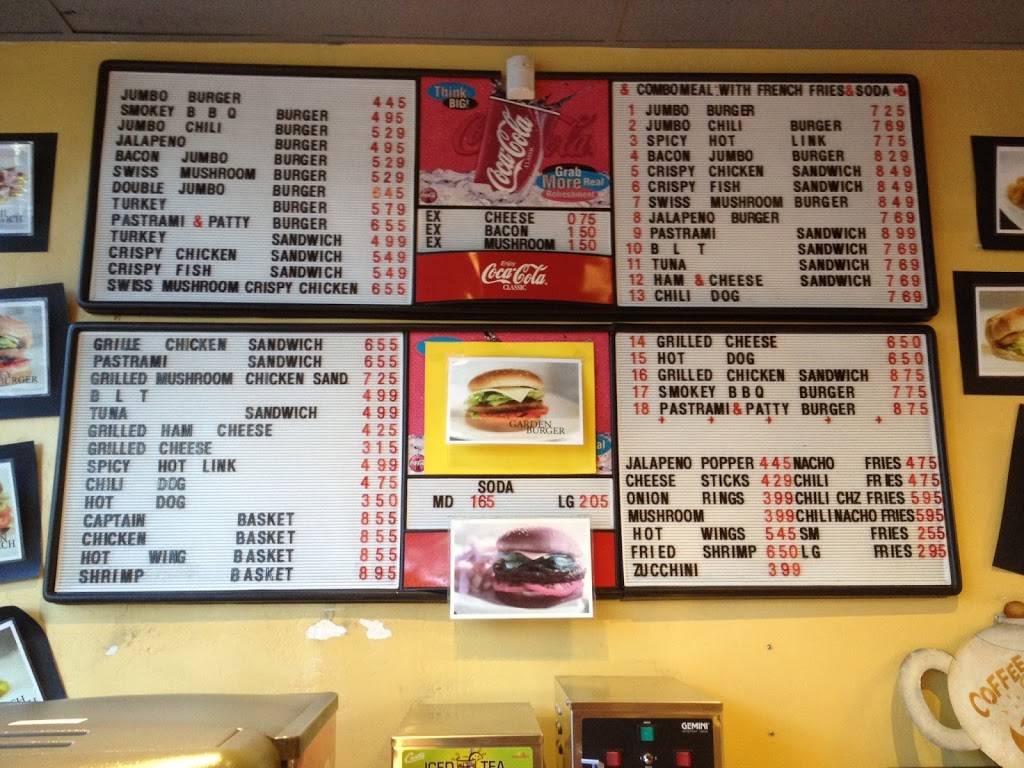 JUMBO BURGER 445
SMOKEY B B Q BURGER 495
JUMBO CHILI BURGER 529
JALAPENO BURGER 495
BACON JUMBO BURGER 529
SWISS MUSHROOM BURGER 529
DOUBLE JUMBO BURGER 645
TURKEY BURGER 579
PASTRAMI & PATTY BURGER 655
TURKEY SANDWICH 499
CRISPY CHICKEN SANDWICH 549
CRISPY FISH SANDWICH 549
SWISS MUSHROOM CRISPY CHICKEN 655
Think BIG!
Coca-Cola
CLASSIC
Grab
More Real
Refreshment
EX CHEESE 075
EX BACON 150
EX MUSHROOM 150
Enjoy
Coca-Cola
CLASSIC
& COMBO MEAL: WITH FRENCH FRIES & SODA &
1 JUMBO BURGER 725
2 JUMBO CHILI BURGER 769
3 SPICY HOT LINK 775
4 BACON JUMBO BURGER 829
5 CRISPY CHICKEN SANDWICH 849
6 CRISPY FISH SANDWICH 849
7 SWISS MUSHROOM BURGER 849
8 JALAPENO BURGER 769
9 PASTRAMI SANDWICH 899
10 B L T SANDWICH 769
11 TUNA SANDWICH 769
12 HAM & CHEESE SANDWICH 769
13 CHILI DOG 769
GRILLE CHICKEN SANDWICH 655
PASTRAMI SANDWICH 655
GRILLED MUSHROOM CHICKEN SAND. 725
B L T 499
TUNA SANDWICH 499
GRILLED HAM CHEESE 425
GRILLED CHEESE 315
SPICY HOT LINK 499
CHILI DOG 475
HOT DOG 350
CAPTAIN BASKET 855
CHICKEN BASKET 855
HOT WING BASKET 855
SHRIMP BASKET 895
GARDEN
BURGER
SODA
MD 165 LG 205
14 GRILLED CHEESE 650
15 HOT DOG 650
16 GRILLED CHICKEN SANDWICH 875
17 SMOKEY BBQ BURGER 775
18 PASTRAMI & PATTY BURGER 875
JALAPENO POPPER 445 NACHO FRIES 475
CHEESE STICKS 429 CHILI FRIES 475
ONION RINGS 399 CHILI CHZ FRIES 595
MUSHROOM 399 CHILI NACHO FRIES 595
HOT WINGS 545 SM FRIES 255
FRIED SHRIMP 650 LG FRIES 295
ZUCCHINI 399
BURGER
COFFEE
GEMINI
ICED TEA